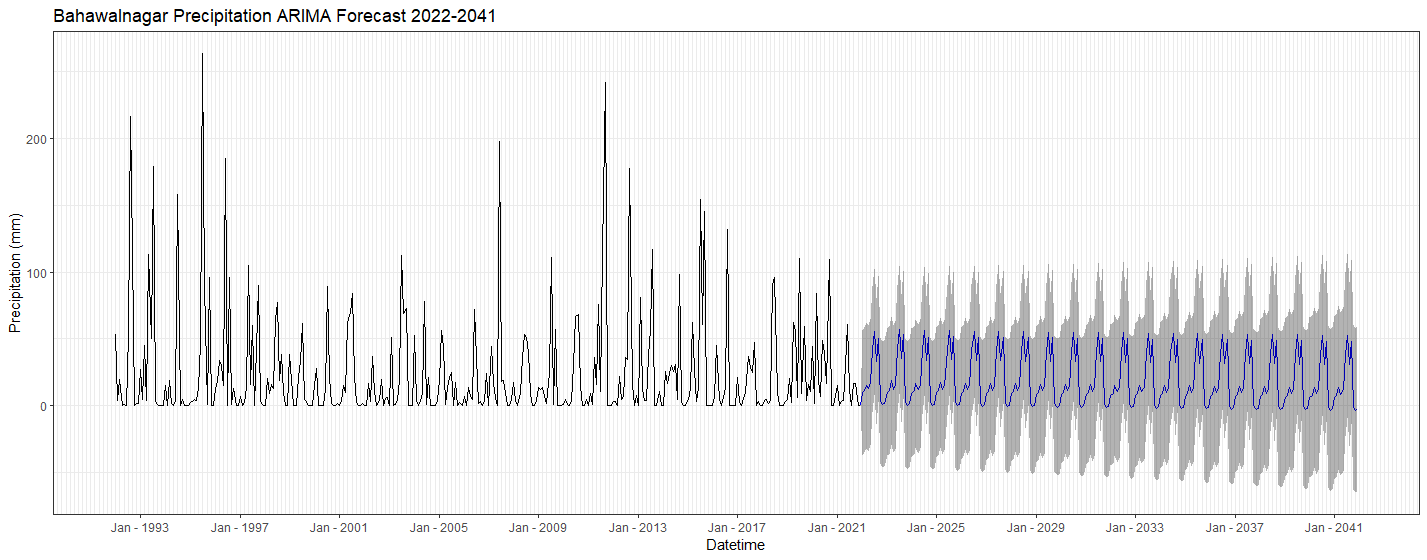 Bahawalnagar Precipitation ARIMA Forecast 2022-2041
Precipitation (mm)
200
100
0
Jan - 1993 Jan - 1997 Jan - 2001 Jan - 2005 Jan - 2009 Jan - 2013 Jan - 2017 Jan - 2021 Jan - 2025 Jan - 2029 Jan - 2033 Jan - 2037 Jan - 2041
Datetime